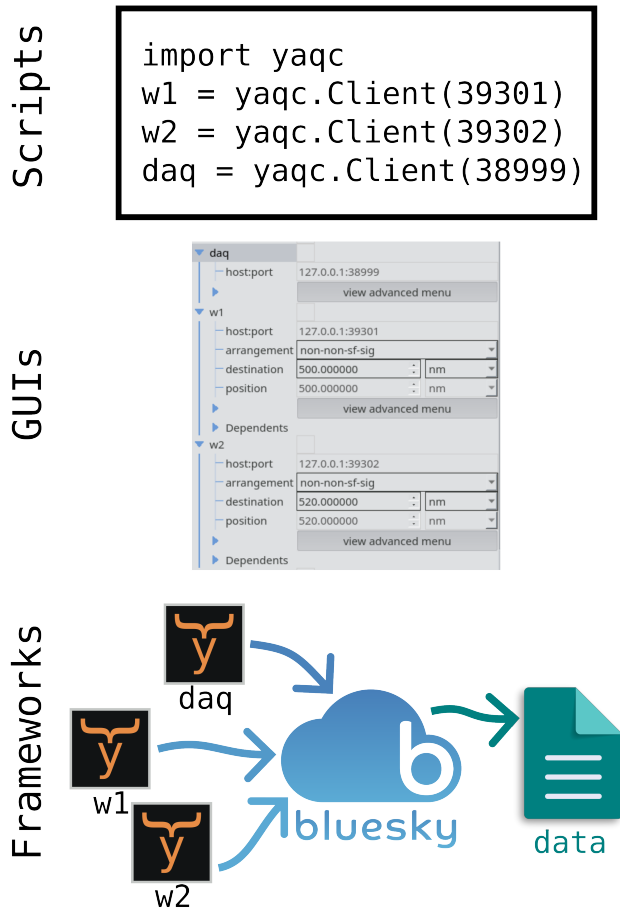 Scripts
import yaqc
w1 = yaqc.Client(39301)
w2 = yaqc.Client(39302)
daq = yaqc.Client(38999)
GUIs
daq
host:port 127.0.0.1:38999
view advanced menu
w1
host:port 127.0.0.1:39301
arrangement non-non-sf-sig
destination 500.000000 nm
position 500.000000 nm
view advanced menu
Dependents
w2
host:port 127.0.0.1:39302
arrangement non-non-sf-sig
destination 520.000000 nm
position 520.000000 nm
view advanced menu
Dependents
Frameworks
y
daq
y
w1
y
w2
b
bluesky
data